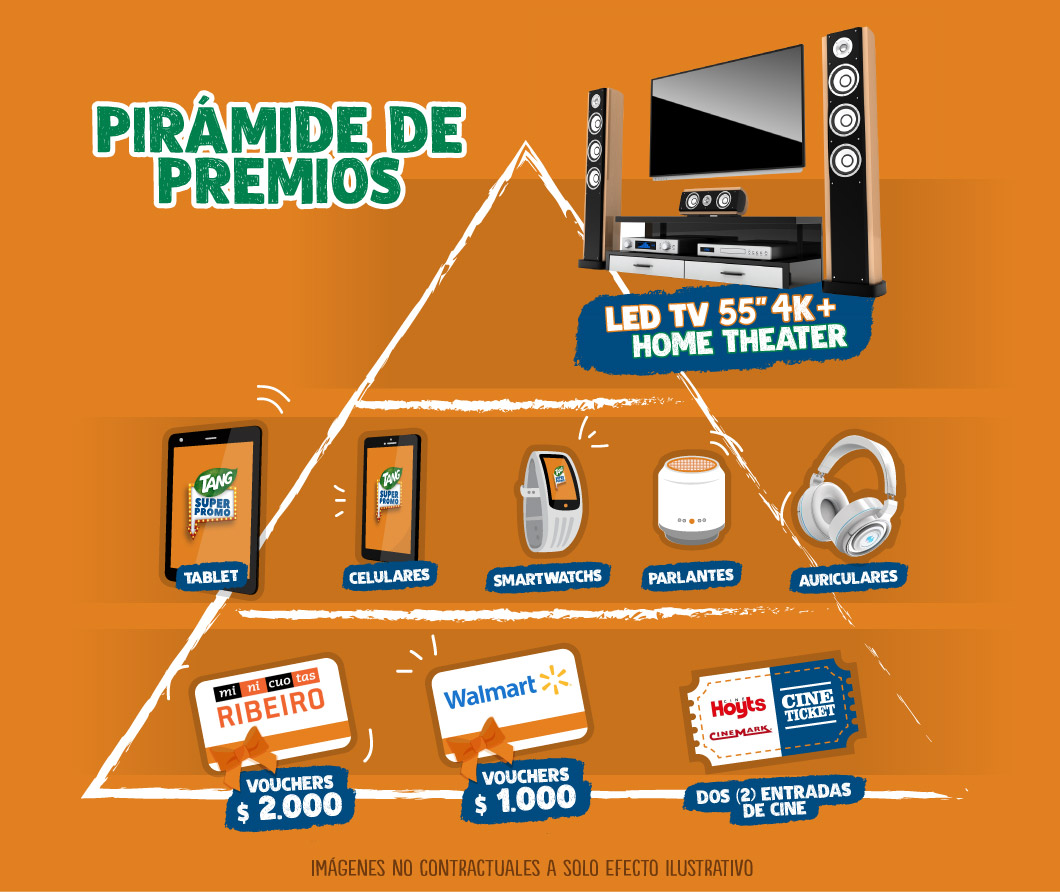 PIRÁMIDE DE
PREMIOS
LED TV 55" 4K+
HOME THEATER
TANG
SUPER
PROMO
TABLET
TANG
SUPER
PROMO
CELULARES
SMARTWATCHS
PARLANTES
AURICULARES
mi ni cuo tas
RIBEIRO
VOUCHERS
$ 2.000
Walmart
VOUCHERS
$ 1.000
CINE
Hoyts
CINEMARK
CINE
TICKET
DOS (2) ENTRADAS
DE CINE
IMÁGENES NO CONTRACTUALES A SOLO EFECTO ILUSTRATIVO